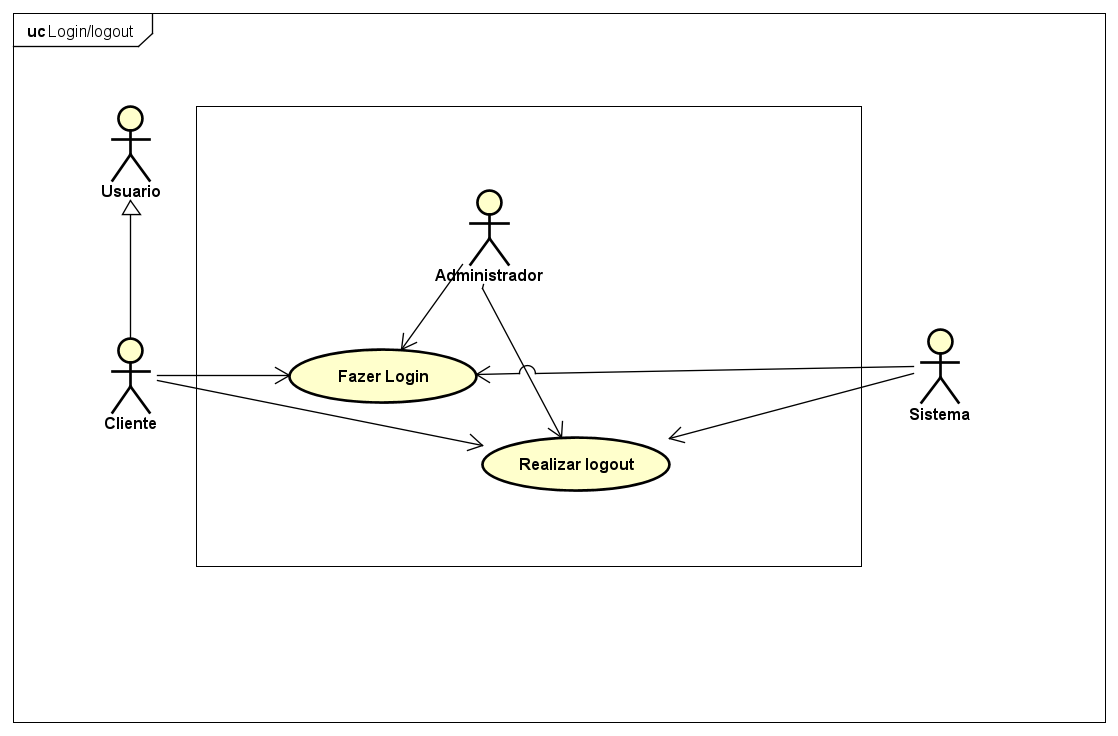 uc Login/logout
Usuario
Administrador
Fazer Login
Cliente
Sistema
Realizar logout